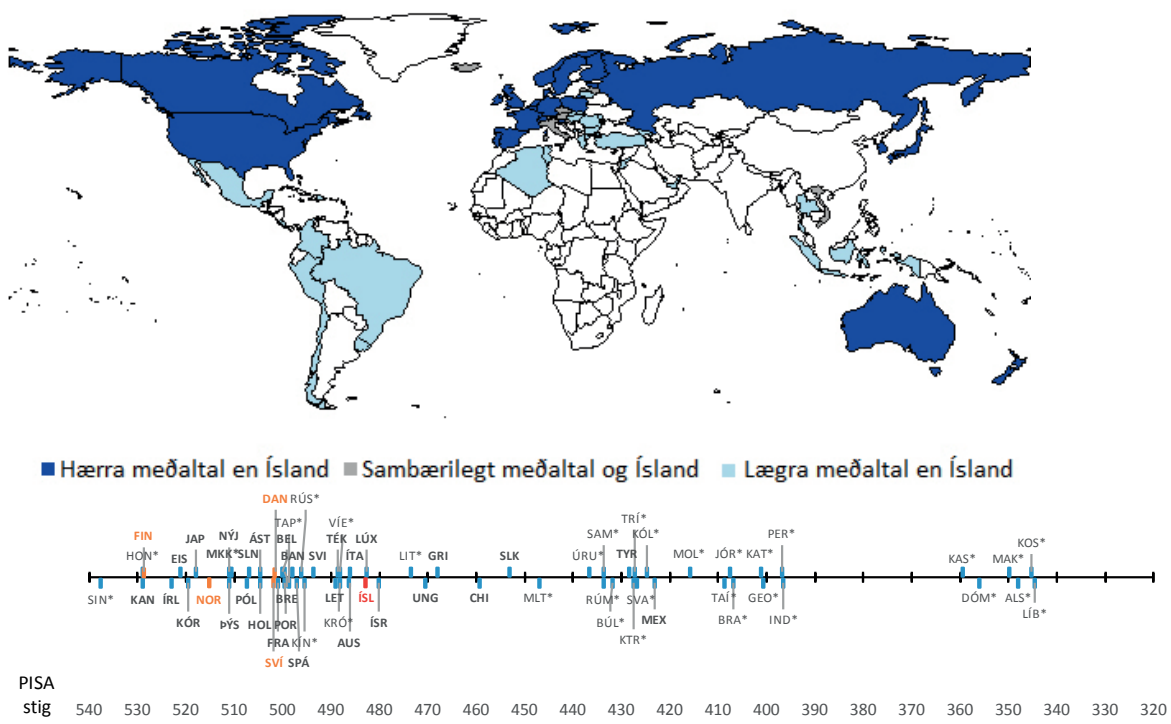 Hærra meðaltal en Ísland Sambærilegt meðaltal og Ísland Lægra meðaltal en Ísland
DAN RÚS*
FIN NÝJ TAP* VÍE* TRÍ* PER*
JAP ÁST BEL TÉK LÚX SAM* KÓL* KOS*
HON* EIS MKK* SLN BAN SVI ÍTA LIT* GRI SLK ÚRU* TYR MOL* JÓR* KAT* KAS* MAK*
SIN* KAN ÍRL NOR PÓL BRE LET ÍSL UNG CHI MLT* RÚM* SVA* TAÍ* GEO* DÓM* ALS*
KÓR ÞÝS HOL POR KRÓ* ÍSR BÚL* MEX BRA* IND* LÍB*
FRA KÍN* AUS KTR*
SVÍ SPÁ
PISA
stig 540 530 520 510 500 490 480 470 460 450 440 430 420 410 400 390 380 370 360 350 340 330 320